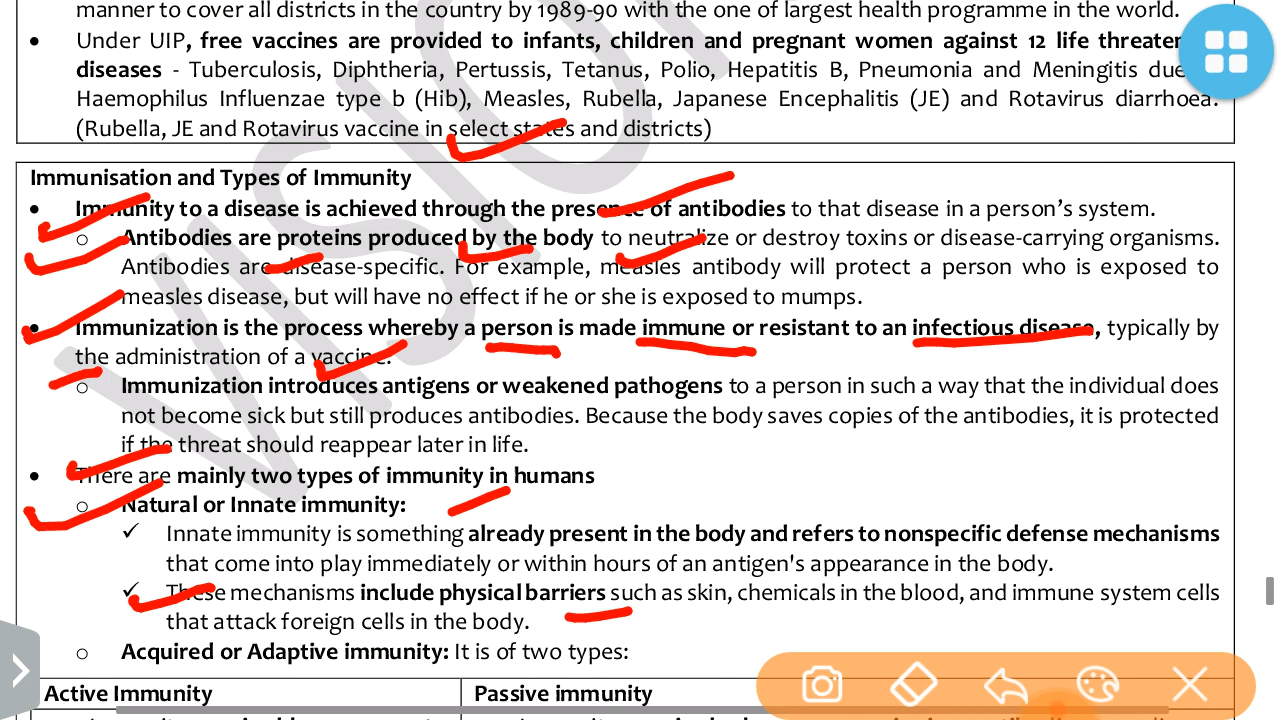 manner to cover all districts in the country by 1989-90 with the one of largest health programme in the world.
• Under UIP, free vaccines are provided to infants, children and pregnant women against 12 life threaten
diseases - Tuberculosis, Diphtheria, Pertussis, Tetanus, Polio, Hepatitis B, Pneumonia and Meningitis due
Haemophilus Influenzae type b (Hib), Measles, Rubella, Japanese Encephalitis (JE) and Rotavirus diarrhoea.
(Rubella, JE and Rotavirus vaccine in select states and districts)
Immunisation and Types of Immunity
• Immunity to a disease is achieved through the presence of antibodies to that disease in a person's system.
o Antibodies are proteins produced by the body to neutralize or destroy toxins or disease-carrying organisms.
Antibodies are disease-specific. For example, measles antibody will protect a person who is exposed to
measles disease, but will have no effect if he or she is exposed to mumps.
• Immunization is the process whereby a person is made immune or resistant to an infectious disease, typically by
the administration of a vaccine.
o Immunization introduces antigens or weakened pathogens to a person in such a way that the individual does
not become sick but still produces antibodies. Because the body saves copies of the antibodies, it is protected
if the threat should reappear later in life.
• There are mainly two types of immunity in humans
o Natural or Innate immunity:
✓ Innate immunity is something already present in the body and refers to nonspecific defense mechanisms
that come into play immediately or within hours of an antigen's appearance in the body.
✓ These mechanisms include physical barriers such as skin, chemicals in the blood, and immune system cells
that attack foreign cells in the body.
o Acquired or Adaptive immunity: It is of two types:
Active Immunity Passive immunity